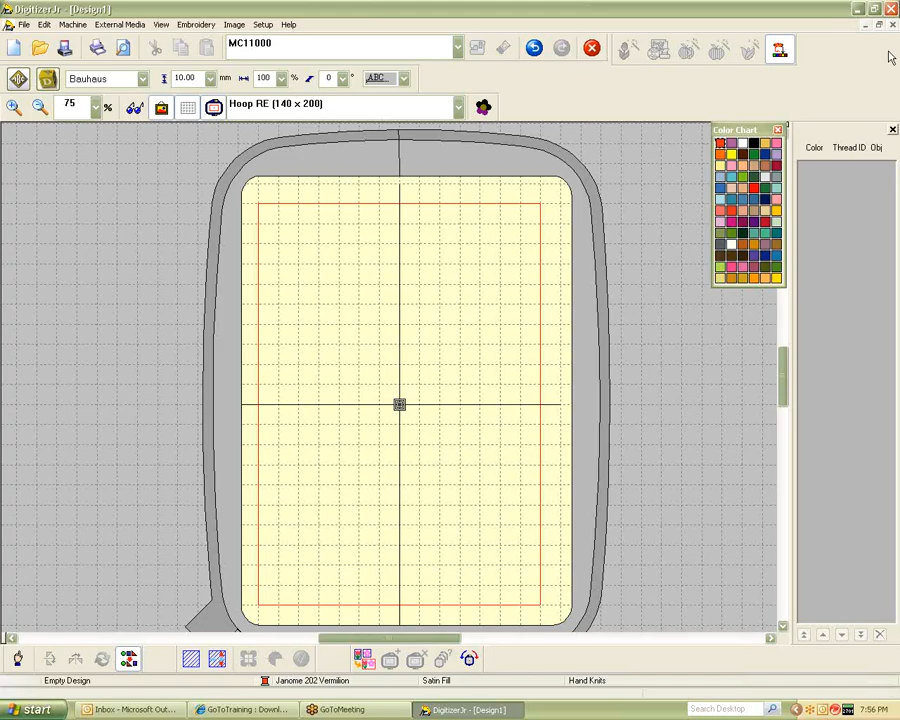 DigitizerJr - [Design1]
File Edit Machine External Media View Embroidery Image Setup Help
MC11000
Bauhaus 10.00 mm 100 % 0 ° ABC
75 % Hoop RE (140 x 200)
Color Chart
Color Thread ID Obj
Empty Design Janome 202 Vermilion Satin Fill Hand Knits
start Inbox - Microsoft Out... GoToTraining : Downl... GoToMeeting DigitizerJr - [Design1] Search Desktop 7:56 PM